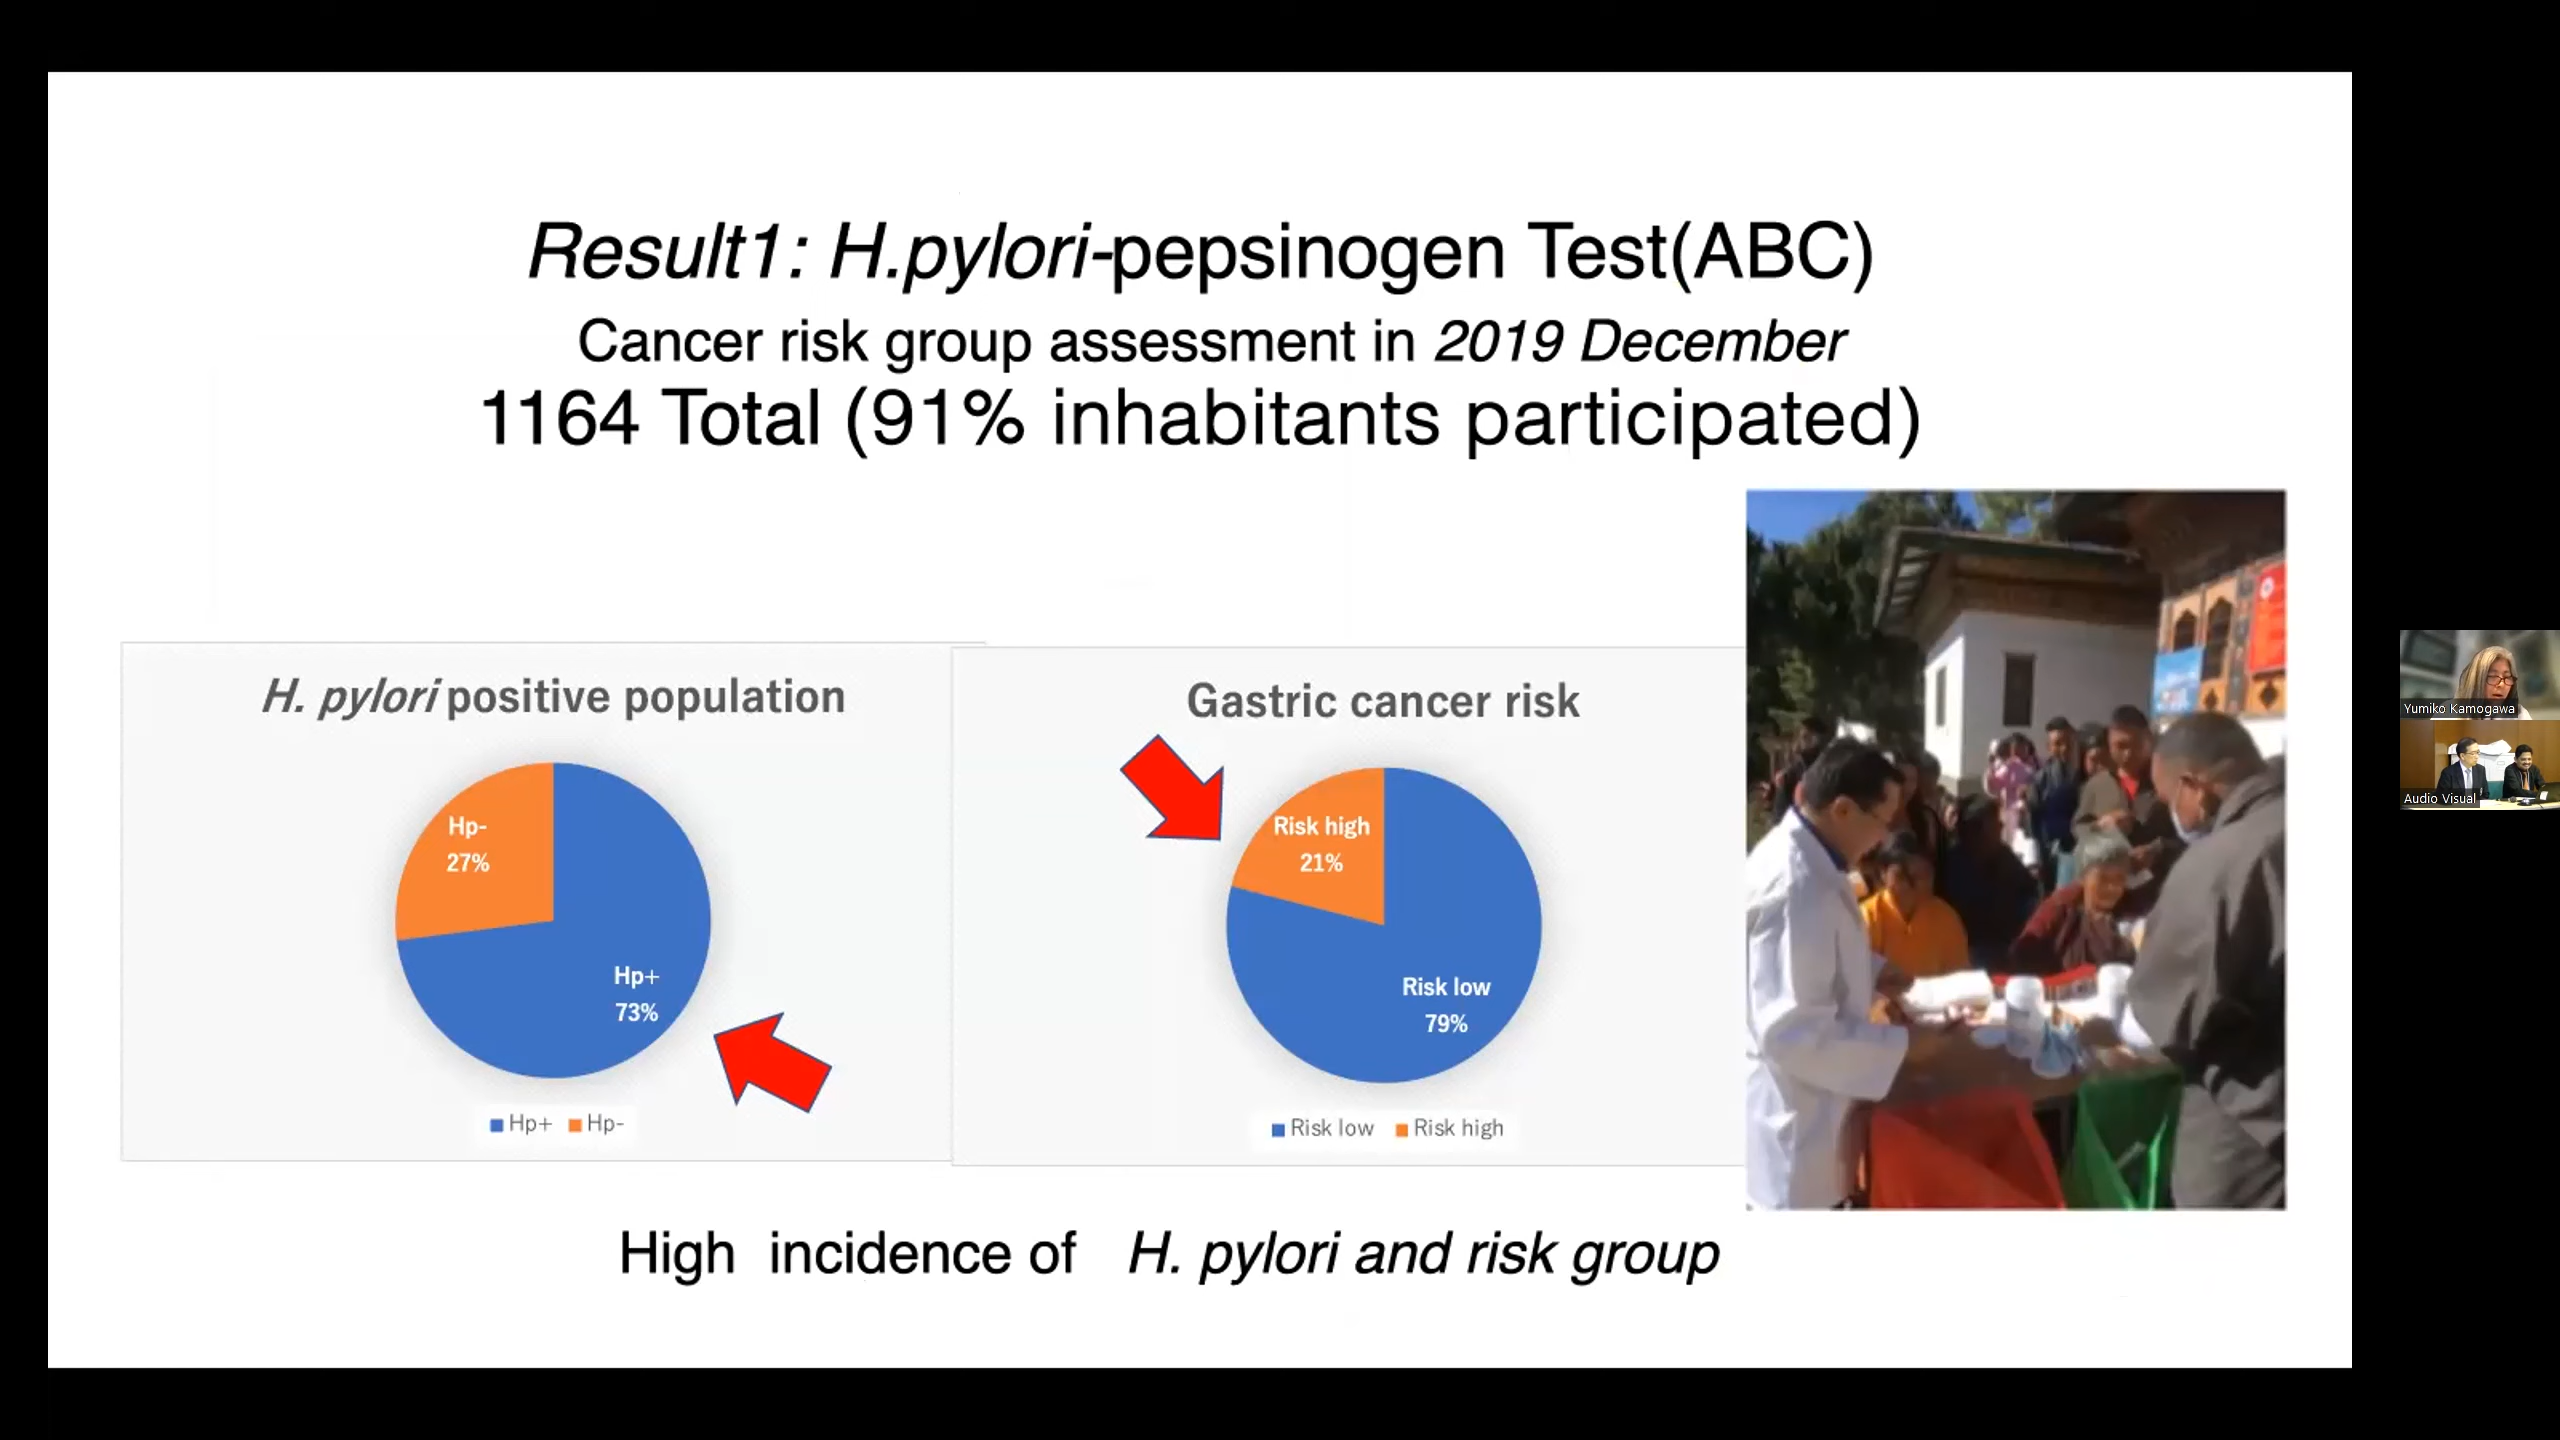 Result1: H.pylori-pepsinogen Test(ABC)
Cancer risk group assessment in 2019 December
1164 Total (91% inhabitants participated)
H. pylori positive population
Hp-
27%
Hp+
73%
Hp+ Hp-
Gastric cancer risk
Risk high
21%
Risk low
79%
Risk low Risk high
High incidence of H. pylori and risk group
Yumiko Kamogawa
Audio Visual